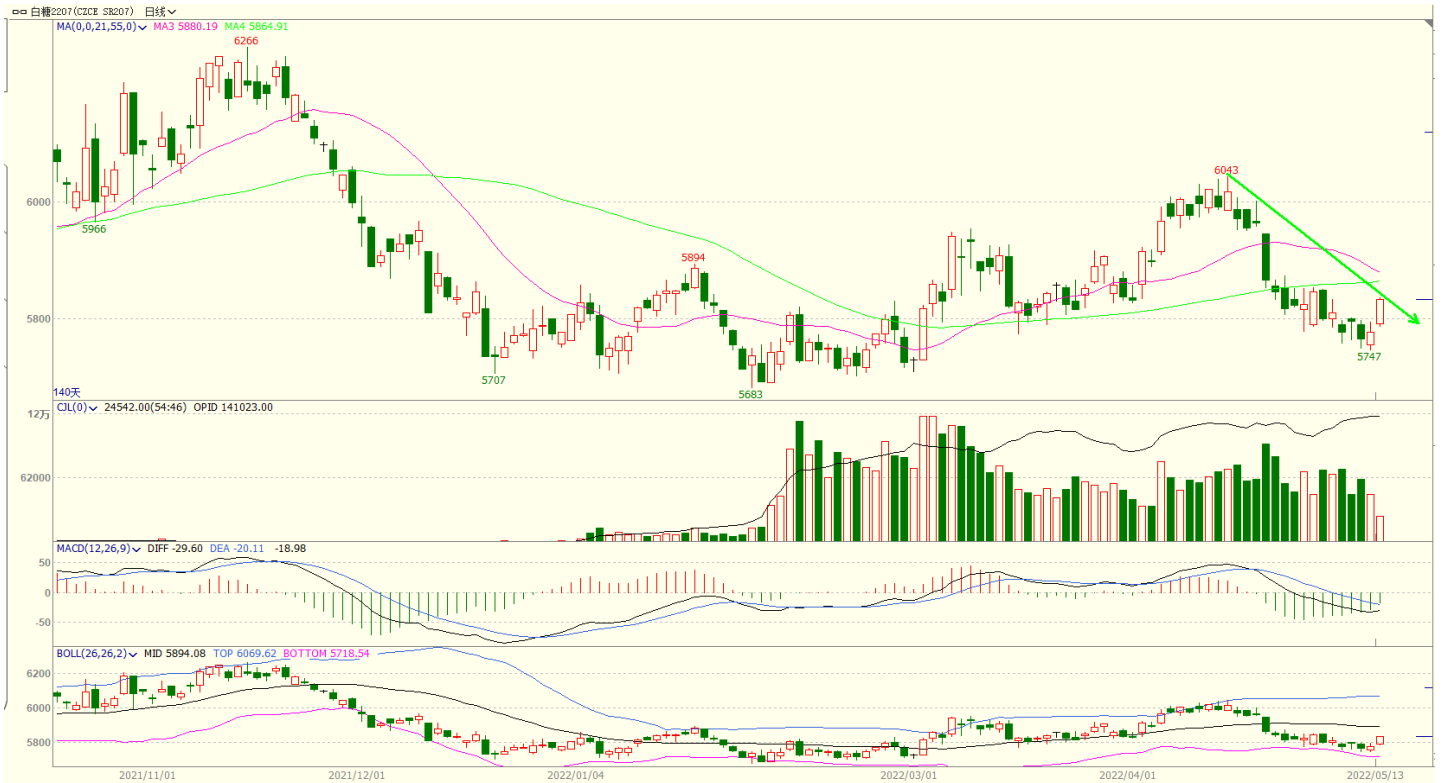 白糖2207(CZCE SR207) 日线
MA(0,0,21,55,0) MA3 5880.19 MA4 5864.91
6266
6043
6000
5966
5894
5800
5747
5707
5683
140天
CJL(0) 24542.00(54:46) OPID 141023.00
12万
62000
MACD(12,26,9) DIFF -29.60 DEA -20.11 -18.98
50
0
-50
BOLL(26,26,2) MID 5894.08 TOP 6069.62 BOTTOM 5718.54
6200
6000
5800
2021/11/01 2021/12/01 2022/01/04 2022/03/01 2022/04/01 2022/05/13